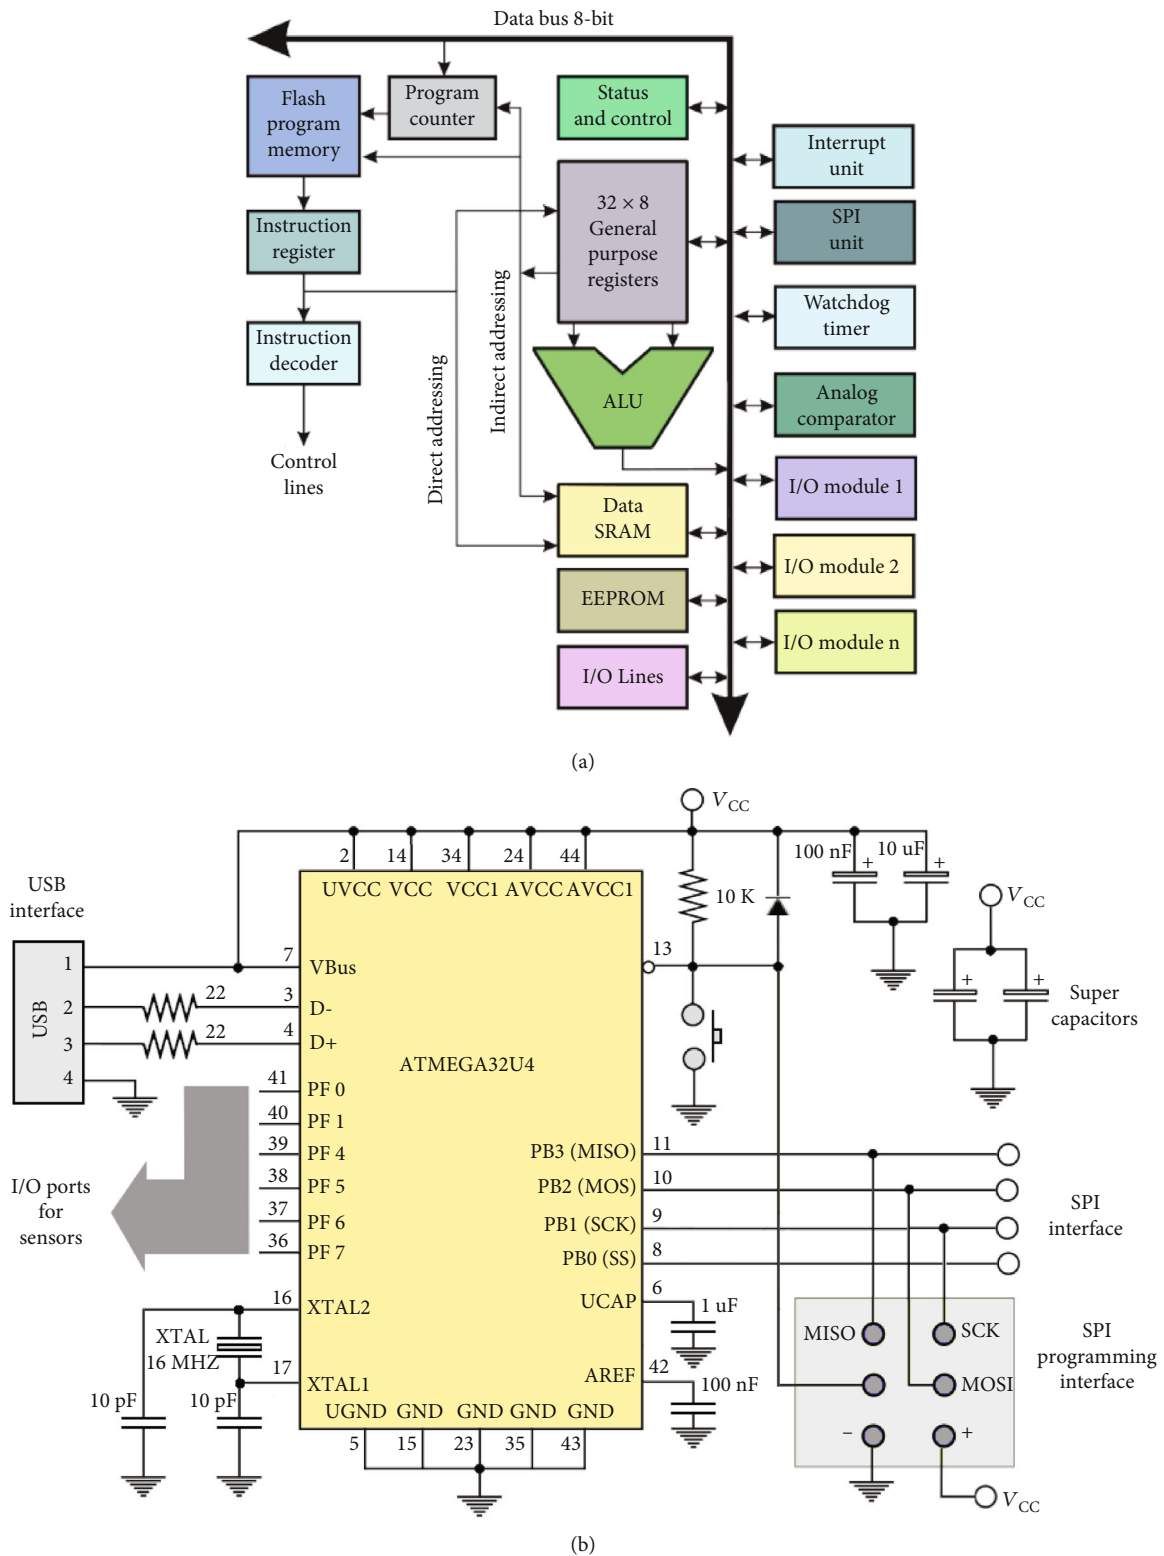 Data bus 8-bit
Flash
program
memory
Program
counter
Status
and control
Interrupt
unit
Instruction
register
32 × 8
General
purpose
registers
SPI
unit
Watchdog
timer
Instruction
decoder
Direct addressing
Indirect addressing
ALU
Analog
comparator
Control
lines
I/O module 1
Data
SRAM
I/O module 2
EEPROM
I/O module n
I/O Lines
(a)
VCC
2 14 34 24 44
100 nF + 10 uF +
UVCC VCC VCC1 AVCC AVCC1
10 K
VCC
USB
interface
USB
1
2
3
4
22
22
7
3
4
VBus
D-
D+
13
+ +
Super
capacitors
ATMEGA32U4
41 PF 0
40 PF 1
39 PF 4
38 PF 5
37 PF 6
36 PF 7
I/O ports
for
sensors
PB3 (MISO) 11
PB2 (MOS) 10
PB1 (SCK) 9
PB0 (SS) 8
SPI
interface
16 XTAL2
UCAP 6
1 uF
XTAL
16 MHZ
17 XTAL1
AREF 42
100 nF
10 pF 10 pF
UGND GND GND GND GND
5 15 23 35 43
MISO SCK
MOSI
− +
SPI
programming
interface
VCC
(b)